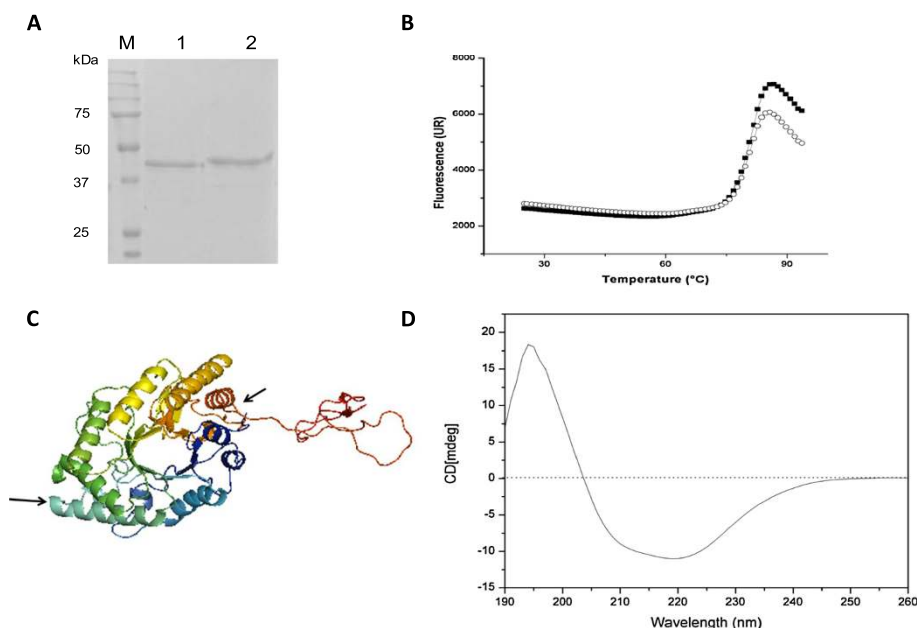 A
kDa
M 1 2
75
50
37
25
B
8000
6000
4000
2000
Fluorescence (UR)
30 60 90
Temperature (ºC)
C
D
20
15
10
5
0
-5
-10
-15
CD[mdeg]
190 200 210 220 230 240 250 260
Wavelength (nm)